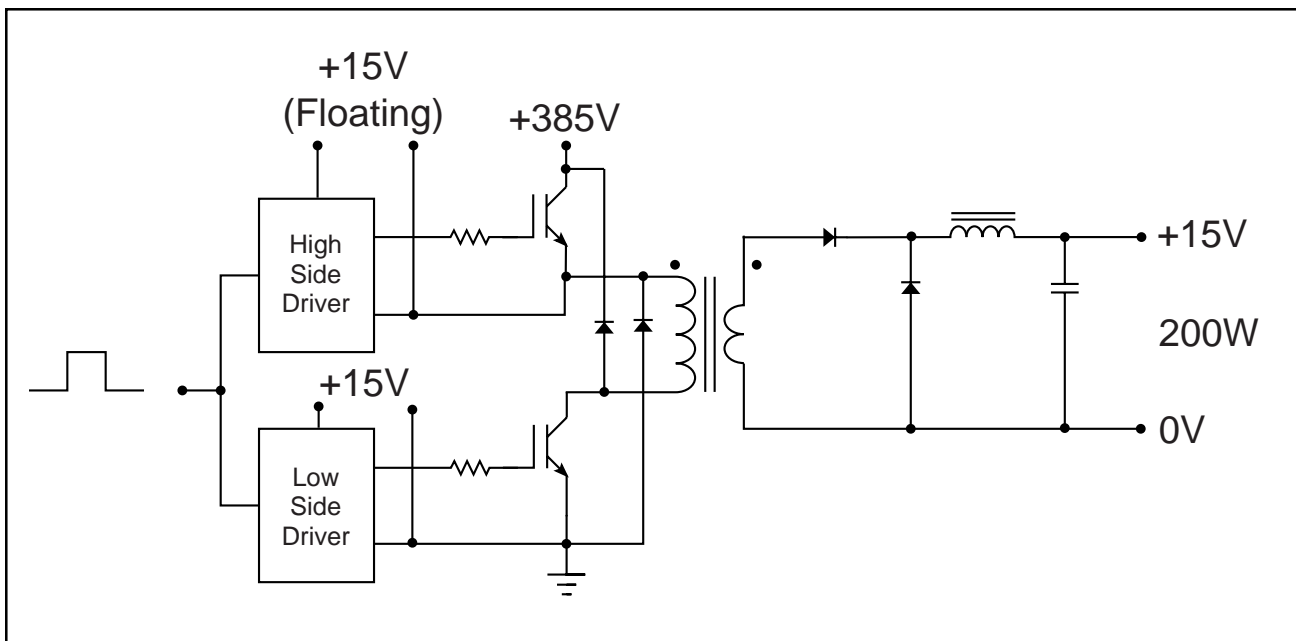 +15V
(Floating)
+385V
High
Side
Driver
+15V
200W
+15V
0V
Low
Side
Driver